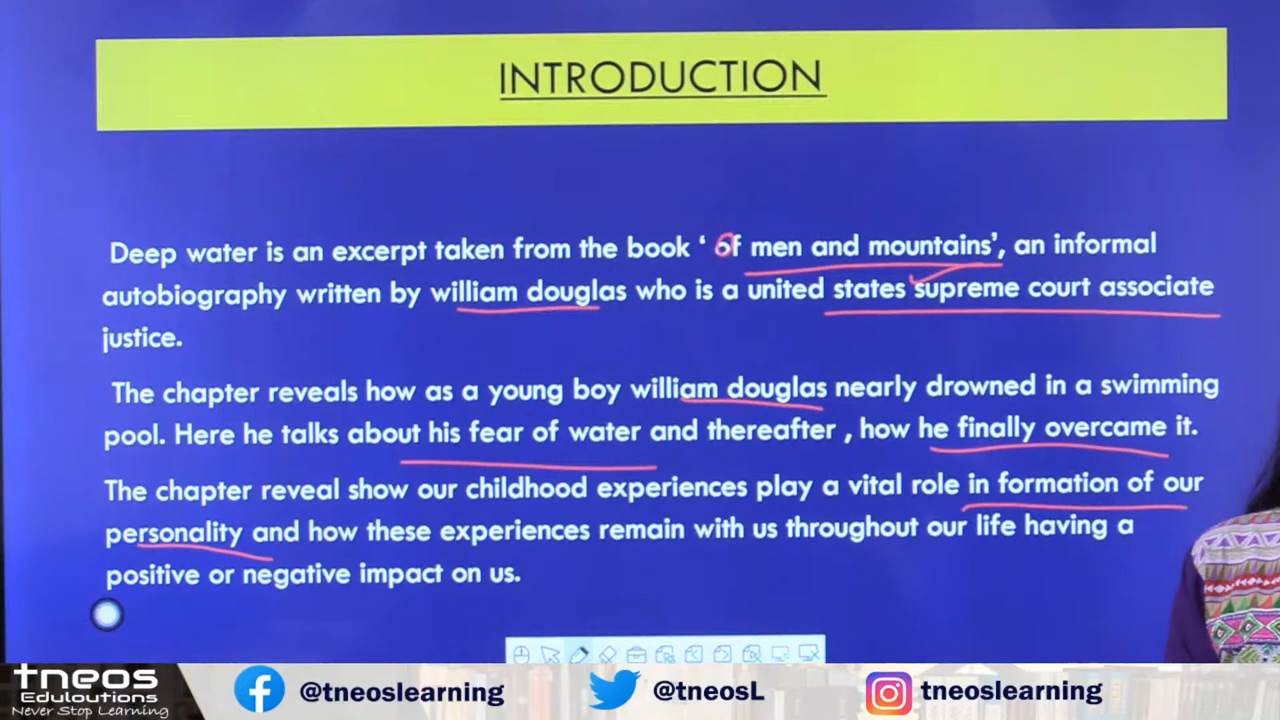 INTRODUCTION
Deep water is an excerpt taken from the book ‘ of men and mountains’, an informal
autobiography written by william douglas who is a united states supreme court associate
justice.
The chapter reveals how as a young boy william douglas nearly drowned in a swimming
pool. Here he talks about his fear of water and thereafter , how he finally overcame it.
The chapter reveal show our childhood experiences play a vital role in formation of our
personality and how these experiences remain with us throughout our life having a
positive or negative impact on us.
tneos
Eduloutions
Never Stop Learning
@tneoslearning
@tneosL
tneoslearning